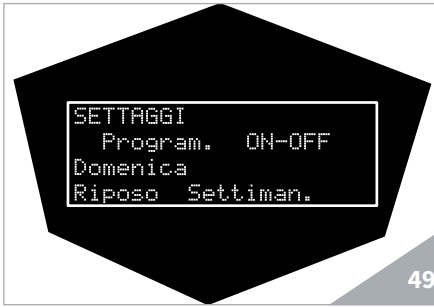 SETTAGGI
Program. ON-OFF
Domenica
Riposo Settiman.
49